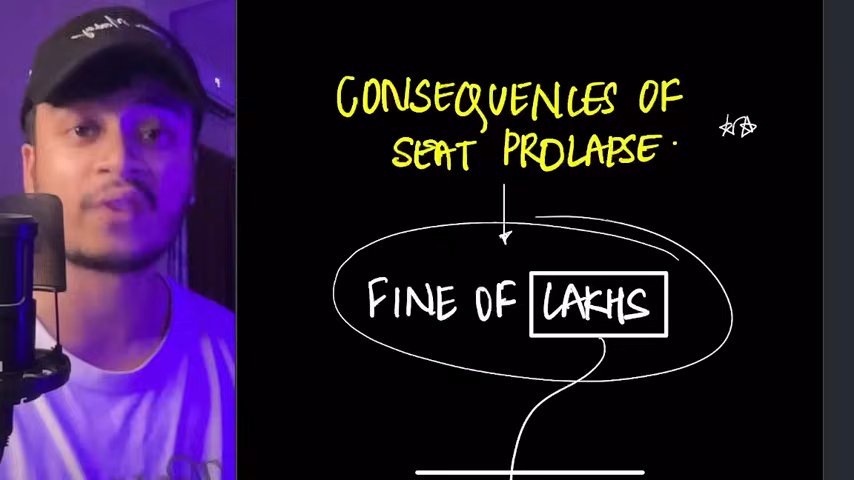 CONSEQUENCES OF
SEAT PROLAPSE.
FINE OF LAKHS